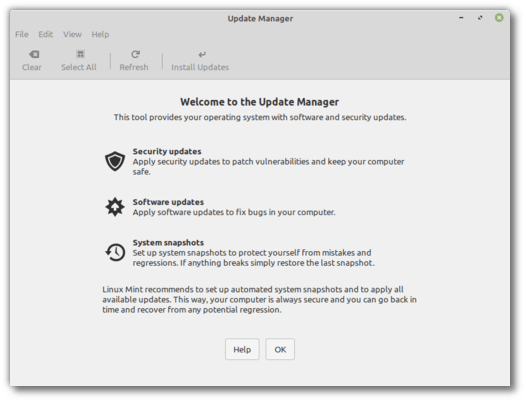 Update Manager
File Edit View Help
Clear Select All Refresh Install Updates
Welcome to the Update Manager
This tool provides your operating system with software and security updates.
Security updates
Apply security updates to patch vulnerabilities and keep your computer
safe.
Software updates
Apply software updates to fix bugs in your computer.
System snapshots
Set up system snapshots to protect yourself from mistakes and
regressions. If anything breaks simply restore the last snapshot.
Linux Mint recommends to set up automated system snapshots and to apply all
available updates. This way, your computer is always secure and you can go back in
time and recover from any potential regression.
Help OK